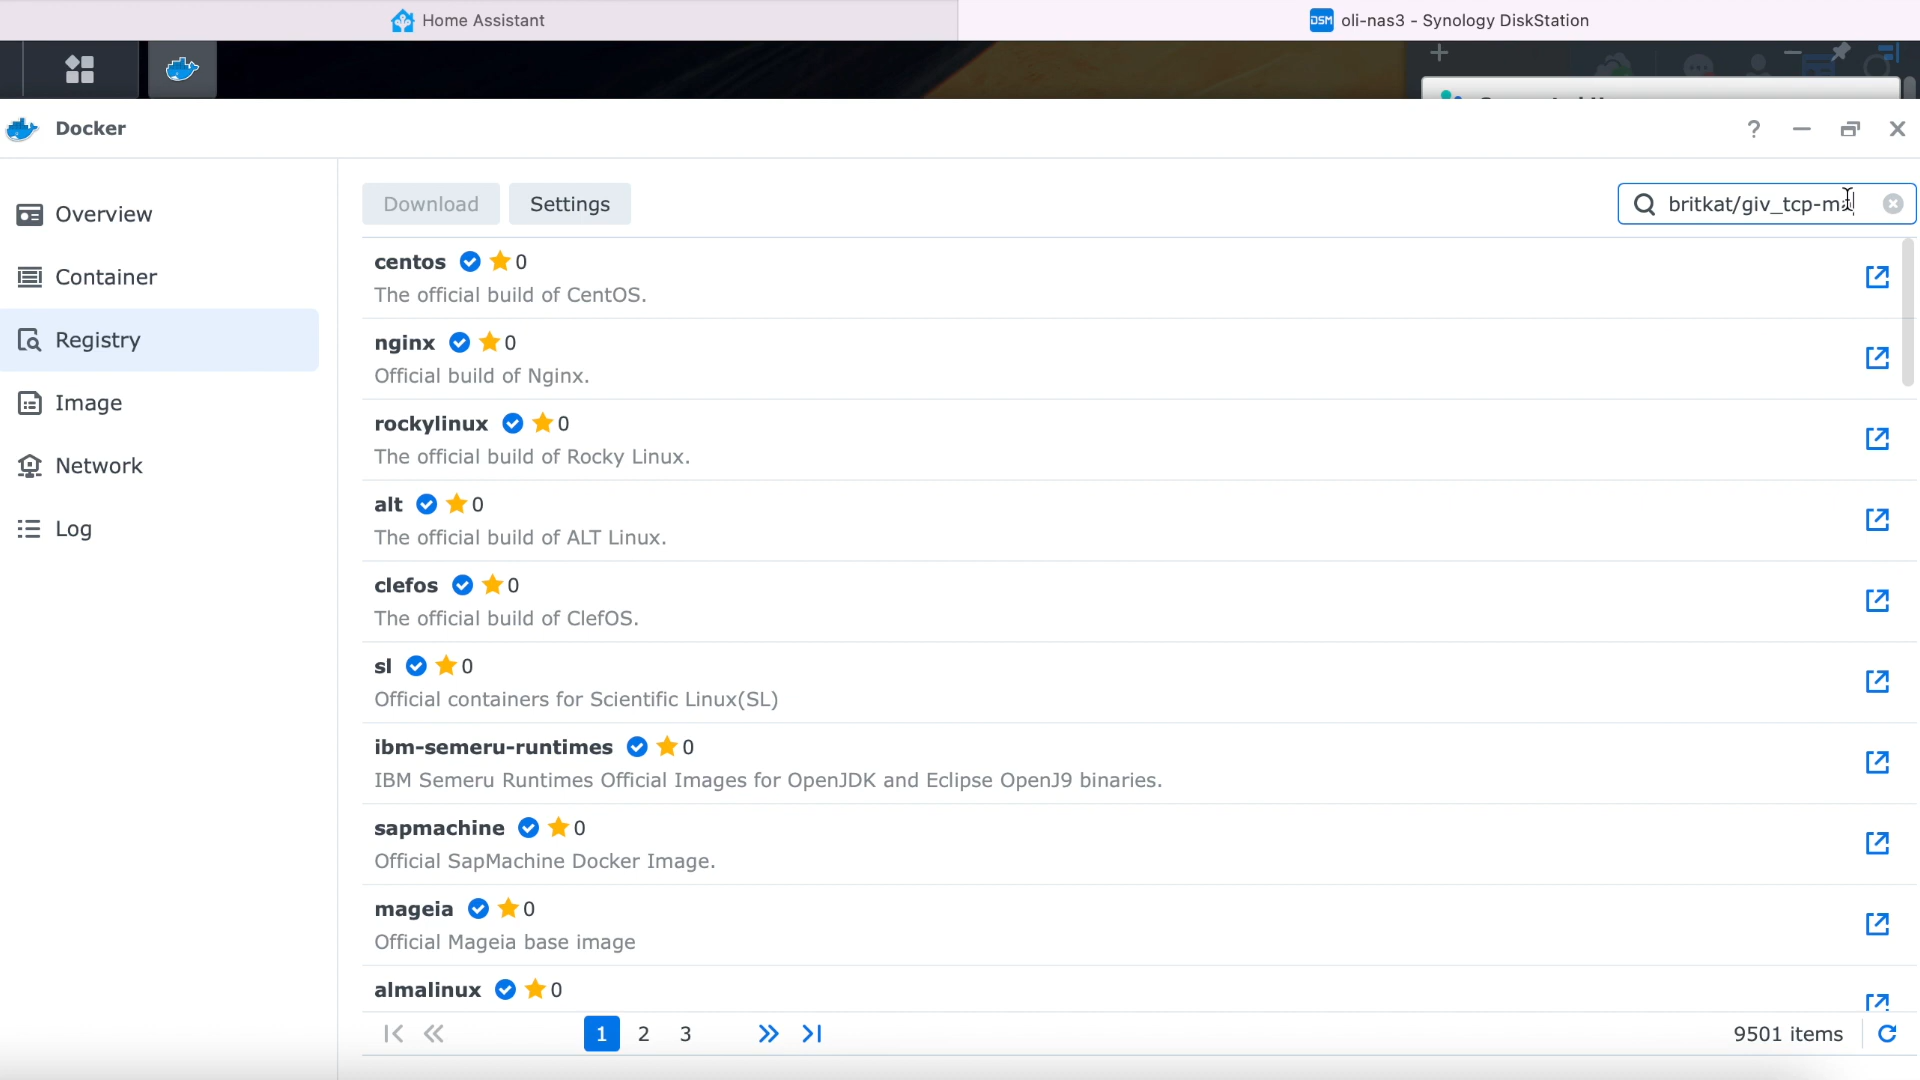 Home Assistant
DSM oli-nas3 - Synology DiskStation
Docker
?
Overview
Container
Registry
Image
Network
Log
Download
Settings
britkat/giv_tcp-ma
centos 0
The official build of CentOS.
nginx 0
Official build of Nginx.
rockylinux 0
The official build of Rocky Linux.
alt 0
The official build of ALT Linux.
clefos 0
The official build of ClefOS.
sl 0
Official containers for Scientific Linux(SL)
ibm-semeru-runtimes 0
IBM Semeru Runtimes Official Images for OpenJDK and Eclipse OpenJ9 binaries.
sapmachine 0
Official SapMachine Docker Image.
mageia 0
Official Mageia base image
almalinux 0
1 2 3
9501 items